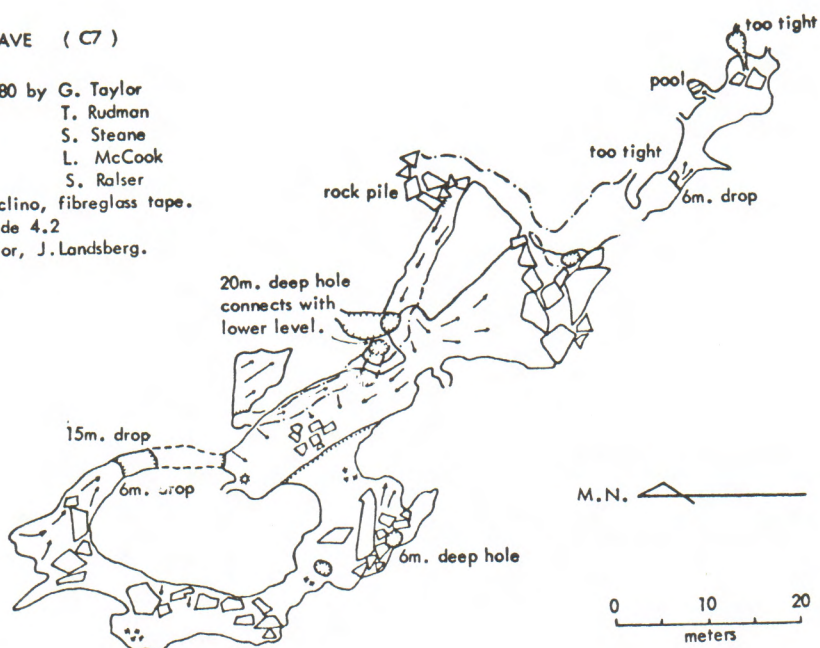 AVE ( C7 )
80 by G. Taylor
T. Rudman
S. Steane
L. McCook
S. Ralser
clino, fibreglass tape.
de 4.2
or, J.Landsberg.
too tight
pool
too tight
6m. drop
rock pile
20m. deep hole
connects with
lower level.
15m. drop
6m. drop
6m. deep hole
M.N.
0 10 20
meters